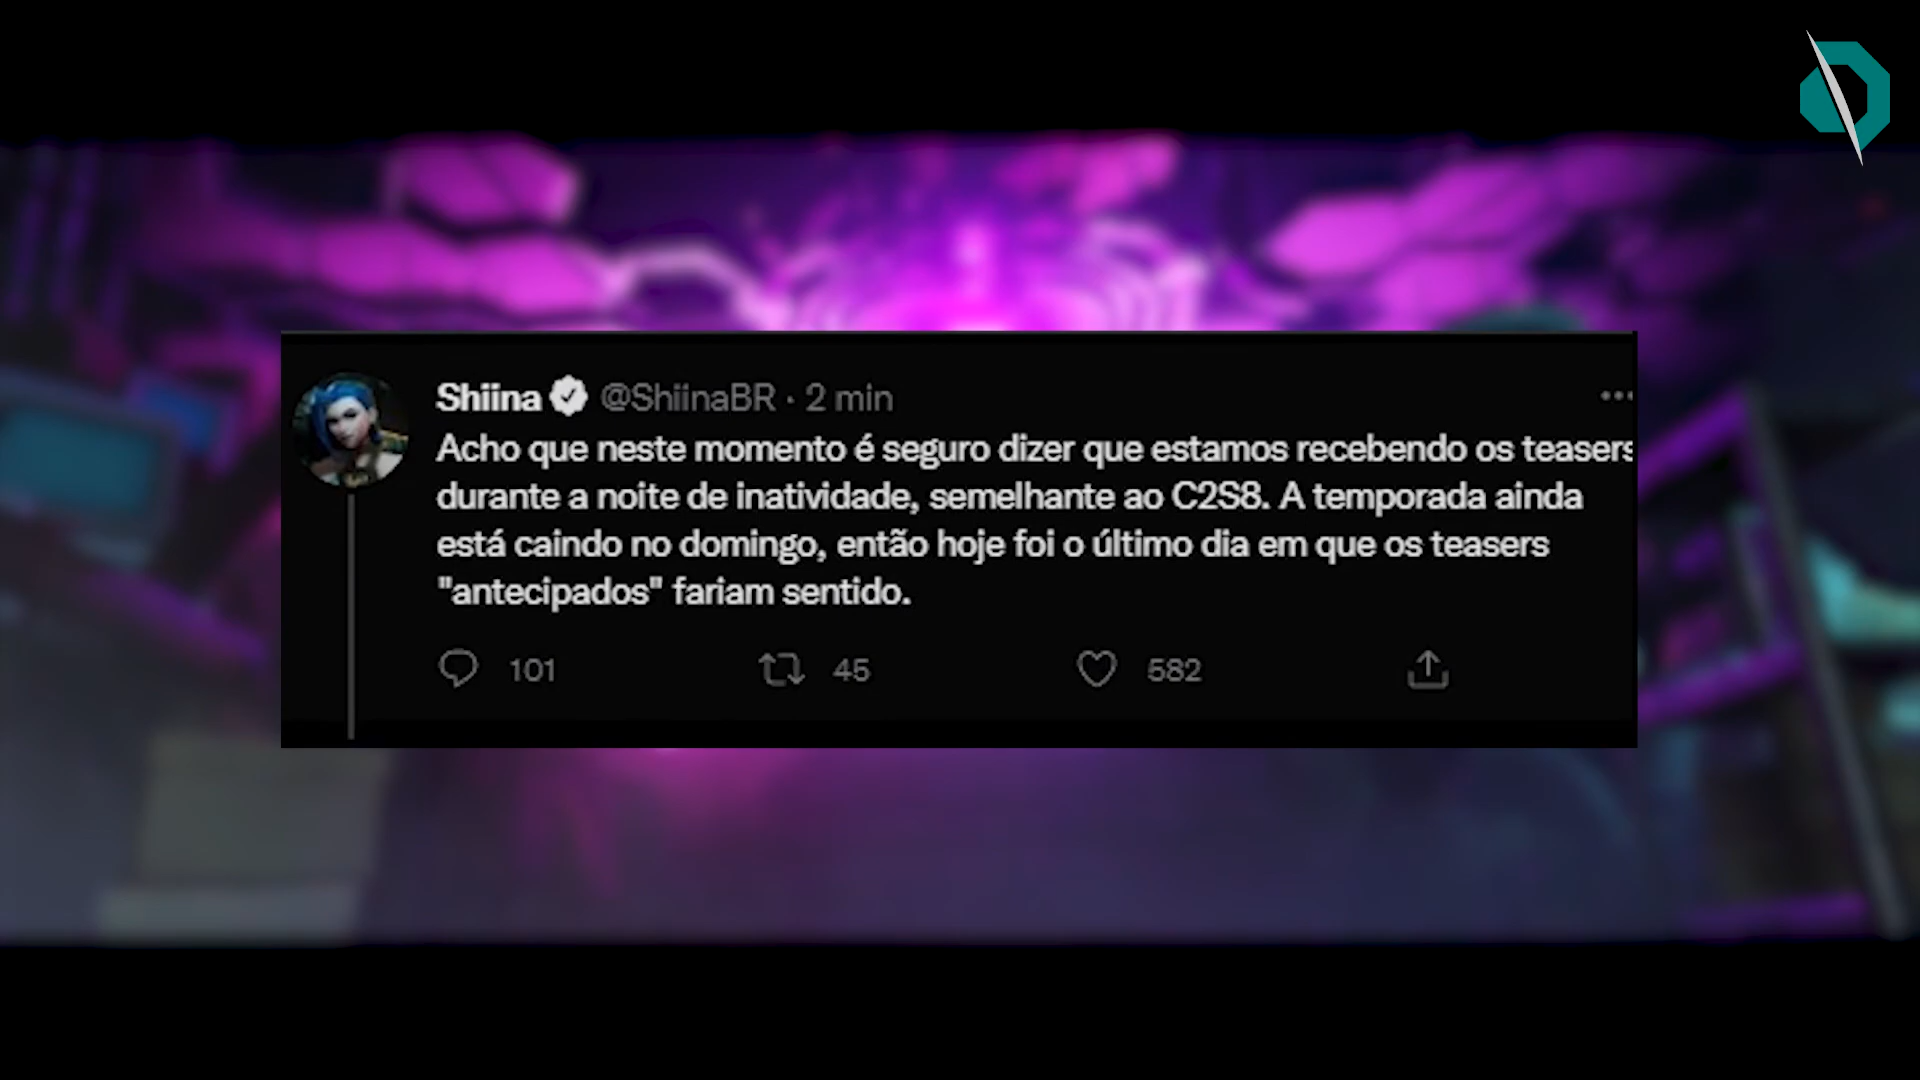 Shiina @ShiinaBR · 2 min
Acho que neste momento é seguro dizer que estamos recebendo os teasers
durante a noite de inatividade, semelhante ao C2S8. A temporada ainda
está caindo no domingo, então hoje foi o último dia em que os teasers
"antecipados" fariam sentido.
101 45 582